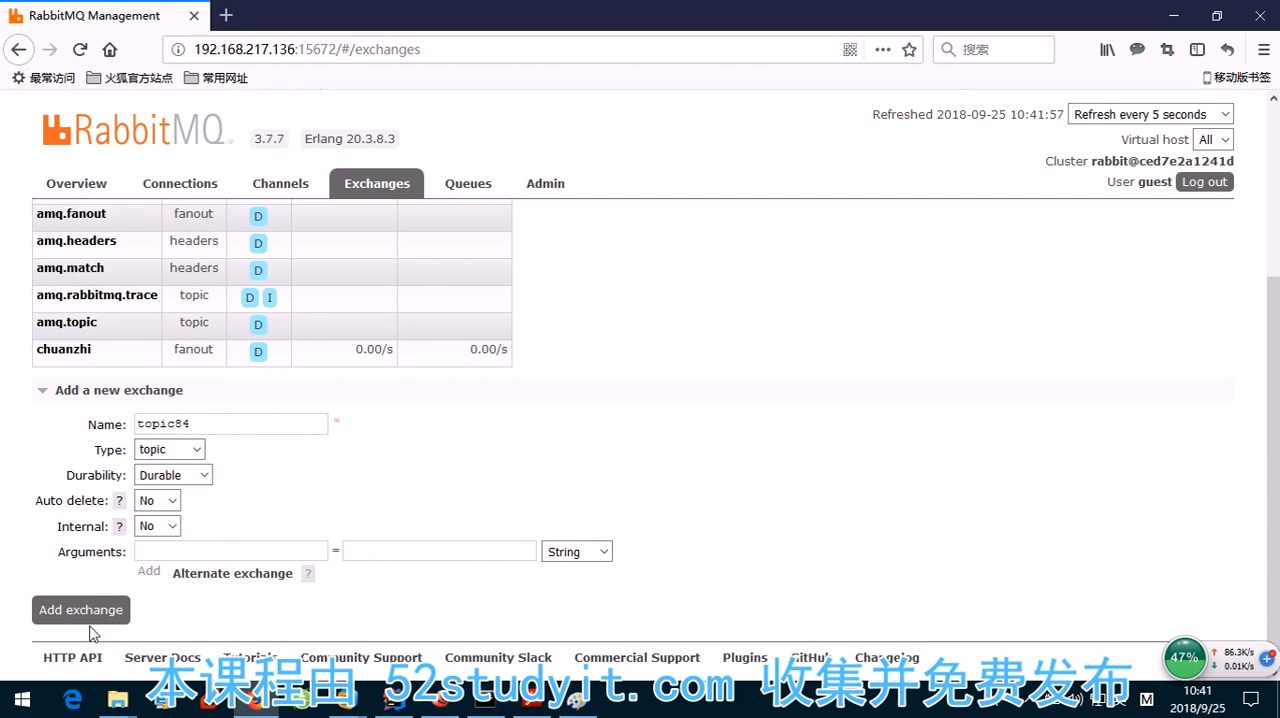 RabbitMQ Management
192.168.217.136:15672/#/exchanges
搜索
最常访问 火狐官方站点 常用网址 移动版书签
RabbitMQ 3.7.7 Erlang 20.3.8.3
Refreshed 2018-09-25 10:41:57 Refresh every 5 seconds
Virtual host All
Cluster rabbit@ced7e2a1241d
User guest Log out
Overview Connections Channels Exchanges Queues Admin
amq.fanout fanout D
amq.headers headers D
amq.match headers D
amq.rabbitmq.trace topic D I
amq.topic topic D
chuanzhi fanout D 0.00/s 0.00/s
Add a new exchange
Name: topic84 *
Type: topic
Durability: Durable
Auto delete: ? No
Internal: ? No
Arguments: = String
Add Alternate exchange ?
Add exchange
HTTP API Server Docs Tutorials Community Support Community Slack Commercial Support Plugins GitHub Changelog
47% 86.3K/s
0.01K/s
本课程由 52studyit.com 收集并免费发布
M 10:41
2018/9/25